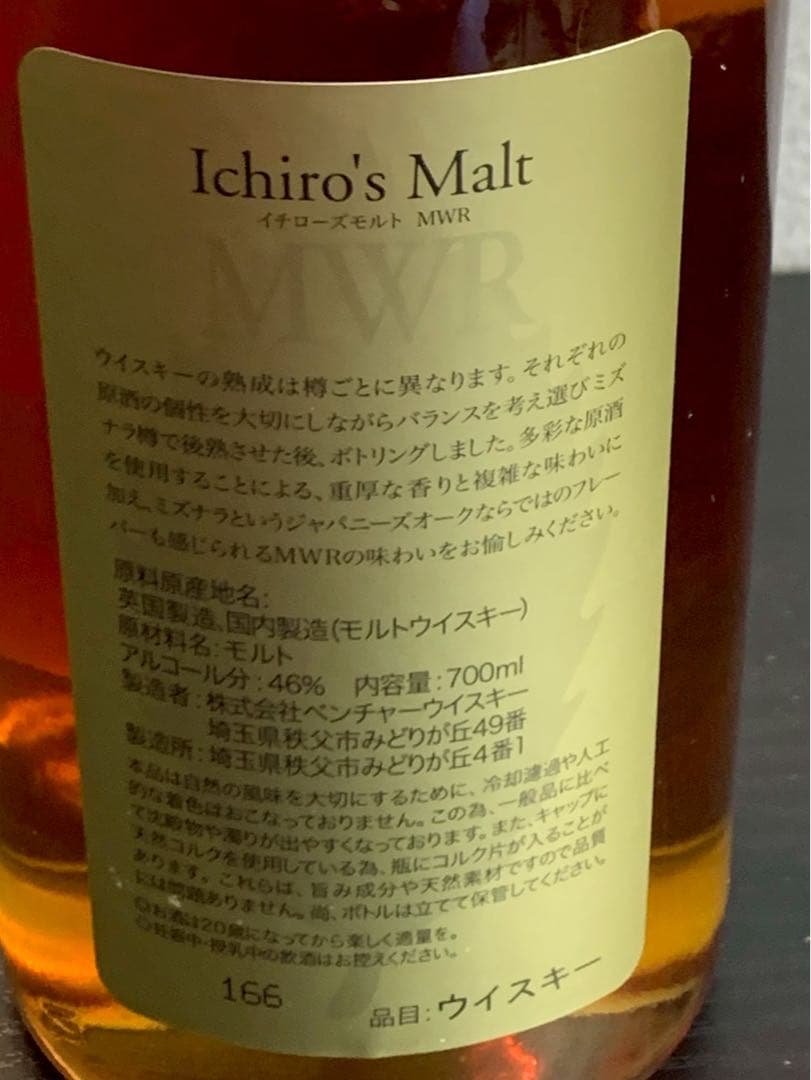 Ichiro's Malt
イチローズモルト MWR
MWR
ウイスキーの熟成は樽ごとに異なります。それぞれの
原酒の個性を大切にしながらバランスを考え選びミズ
ナラ樽で後熟させた後、ボトリングしました。多彩な原酒
を使用することによる、重厚な香りと複雑な味わいに
加え、ミズナラというジャパニーズオークならではのフレー
バーも感じられるMWRの味わいをお愉しみください。
原料原産地名:
英国製造、国内製造(モルトウイスキー)
原材料名:モルト
アルコール分:46% 内容量:700ml
製造者:株式会社ベンチャーウイスキー
埼玉県秩父市みどりが丘49番
製造所:埼玉県秩父市みどりが丘4番1
本品は自然の風味を大切にするために、冷却濾過や人工
的な着色はおこなっておりません。この為、一般品に比べ
て沈殿物や濁りが出やすくなっております。また、キャップに
天然コルクを使用している為、瓶にコルク片が入ることが
あります。これらは、旨み成分や天然素材ですので品質
には問題ありません。尚、ボトルは立てて保管してください。
◎お酒は20歳になってから楽しく適量を。
◎妊娠中・授乳中の飲酒はお控えください。
166
品目:ウイスキー